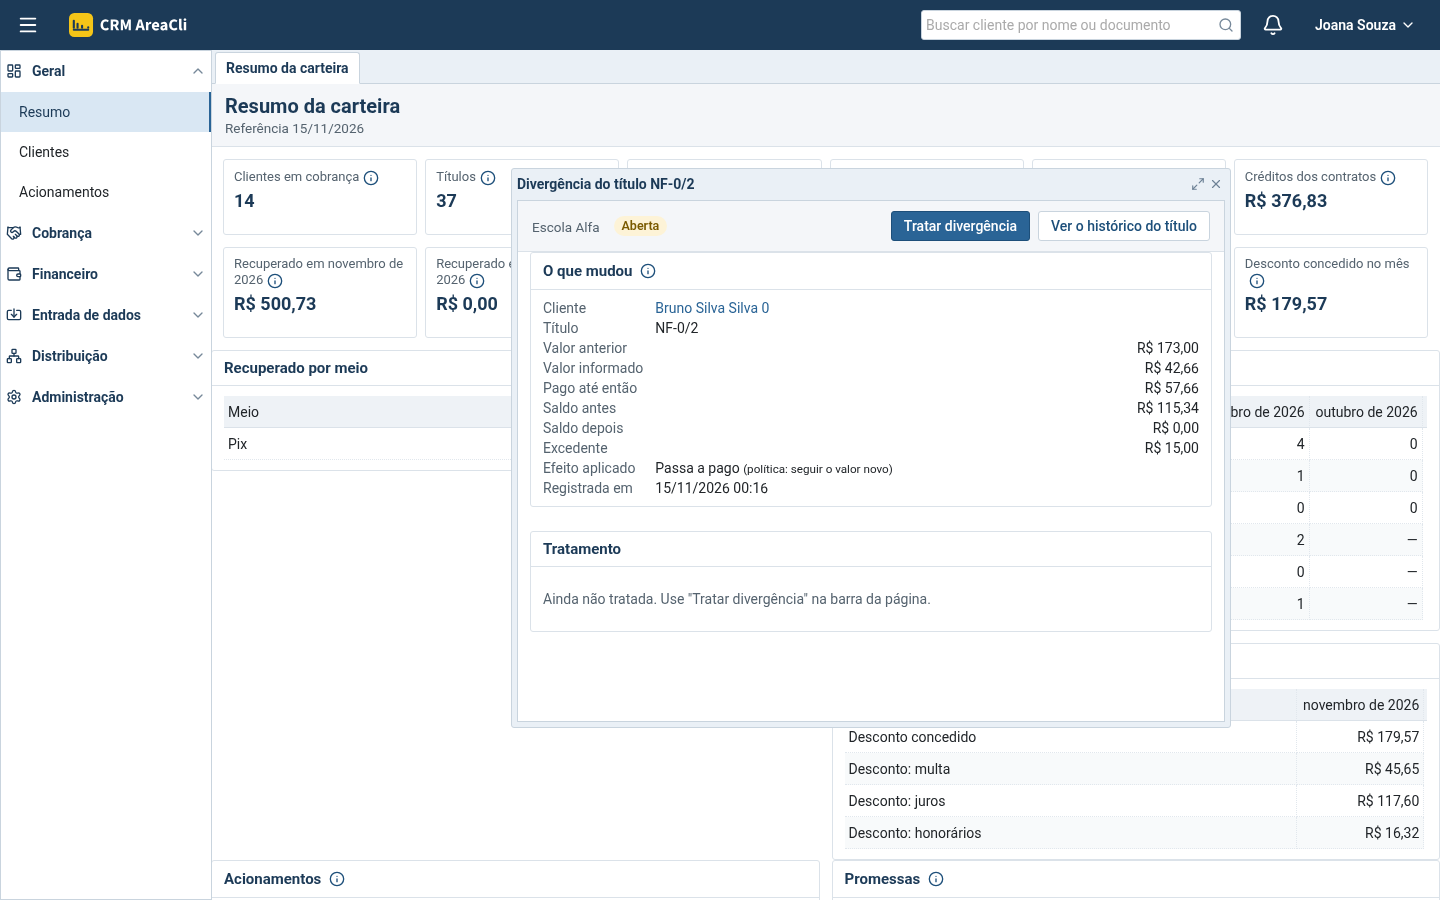 CRM AreaCli
Buscar cliente por nome ou documento
Joana Souza
Geral
Resumo
Clientes
Acionamentos
Cobrança
Financeiro
Entrada de dados
Distribuição
Administração
Resumo da carteira
Resumo da carteira
Referência 15/11/2026
Clientes em cobrança
14
Títulos
37
Créditos dos contratos
R$ 376,83
Recuperado em novembro de
2026
R$ 500,73
Recuperado
2026
R$ 0,00
Desconto concedido no mês
R$ 179,57
Divergência do título NF-0/2
Escola Alfa
Aberta
Tratar divergência
Ver o histórico do título
O que mudou
Cliente Bruno Silva Silva 0
Título NF-0/2
Valor anterior R$ 173,00
Valor informado R$ 42,66
Pago até então R$ 57,66
Saldo antes R$ 115,34
Saldo depois R$ 0,00
Excedente R$ 15,00
Efeito aplicado Passa a pago (política: seguir o valor novo)
Registrada em 15/11/2026 00:16
Tratamento
Ainda não tratada. Use "Tratar divergência" na barra da página.
Recuperado por meio
Meio
Pix
bro de 2026 outubro de 2026
4 0
1 0
0 0
2 —
0 —
1 —
novembro de 2026
Desconto concedido R$ 179,57
Desconto: multa R$ 45,65
Desconto: juros R$ 117,60
Desconto: honorários R$ 16,32
Acionamentos
Promessas